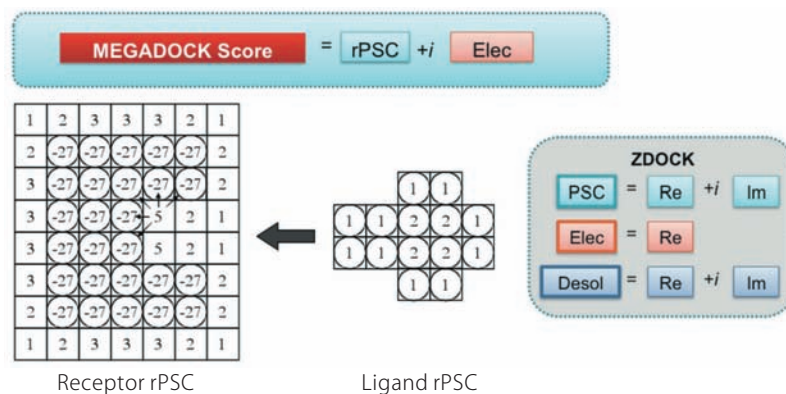 MEGADOCK Score = rPSC +i Elec
1 2 3 3 3 2 1
2 -27 -27 -27 -27 -27 2
3 -27 -27 -27 -27 -27 2
3 -27 -27 -27 5 2 1
3 -27 -27 -27 5 2 1
3 -27 -27 -27 -27 -27 2
2 -27 -27 -27 -27 -27 2
1 2 3 3 3 2 1
Receptor rPSC
1 1
1 1 2 2 1
1 1 2 2 1
1 1
Ligand rPSC
ZDOCK
PSC = Re +i Im
Elec = Re
Desol = Re +i Im